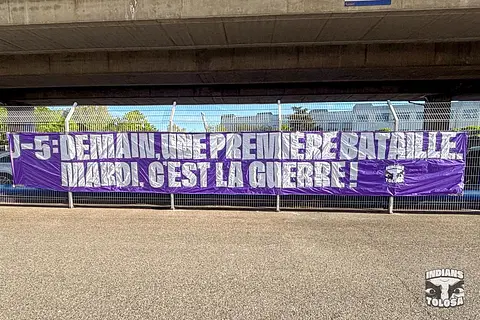 J-5: DEMAIN, UNE PREMIÈRE BATAILLE.
MARDI, C'EST LA GUERRE !
INDIANS
TOLOSA